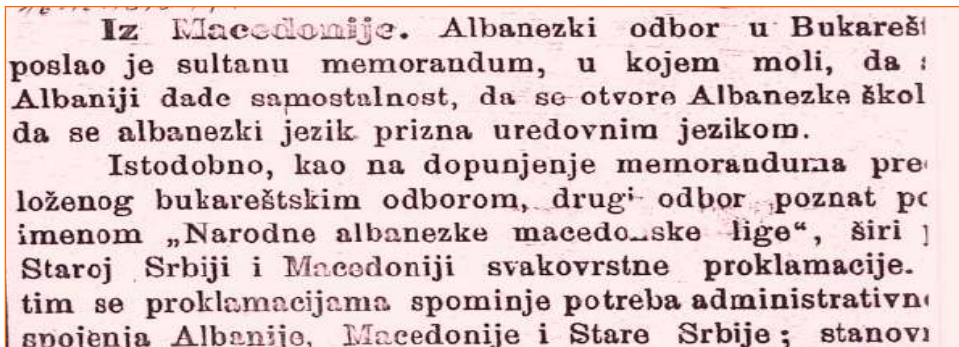 Iz Macedonije. Albanezki odbor u Bukarešt
poslao je sultanu memorandum, u kojem moli, da
Albaniji dade samostalnost, da se otvore Albanezke škol
da se albanezki jezik prizna uredovnim jezikom.
Istodobno, kao na dopunjenje memoranduma pre
loženog bukareštskim odborom, drugi odbor poznat po
imenom „Narodne albanezke macedonske lige“, širi
Staroj Srbiji i Macedoniji svakovrstne proklamacije.
tim se proklamacijama spominje potreba administrativn
spojenja Albanije, Macedonije i Stare Srbije; stanov